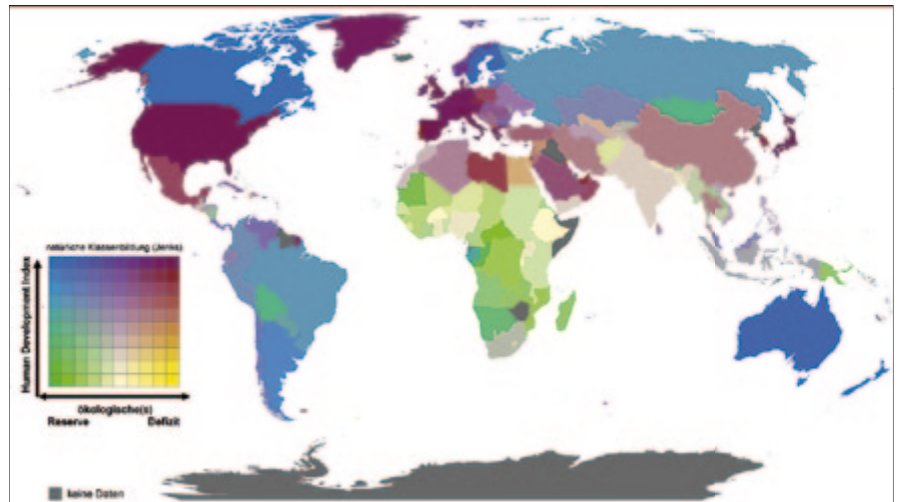 natürliche Klassenbildung (Jenks)
Human Development Index
ökologische(s)
Reserve Defizit
keine Daten